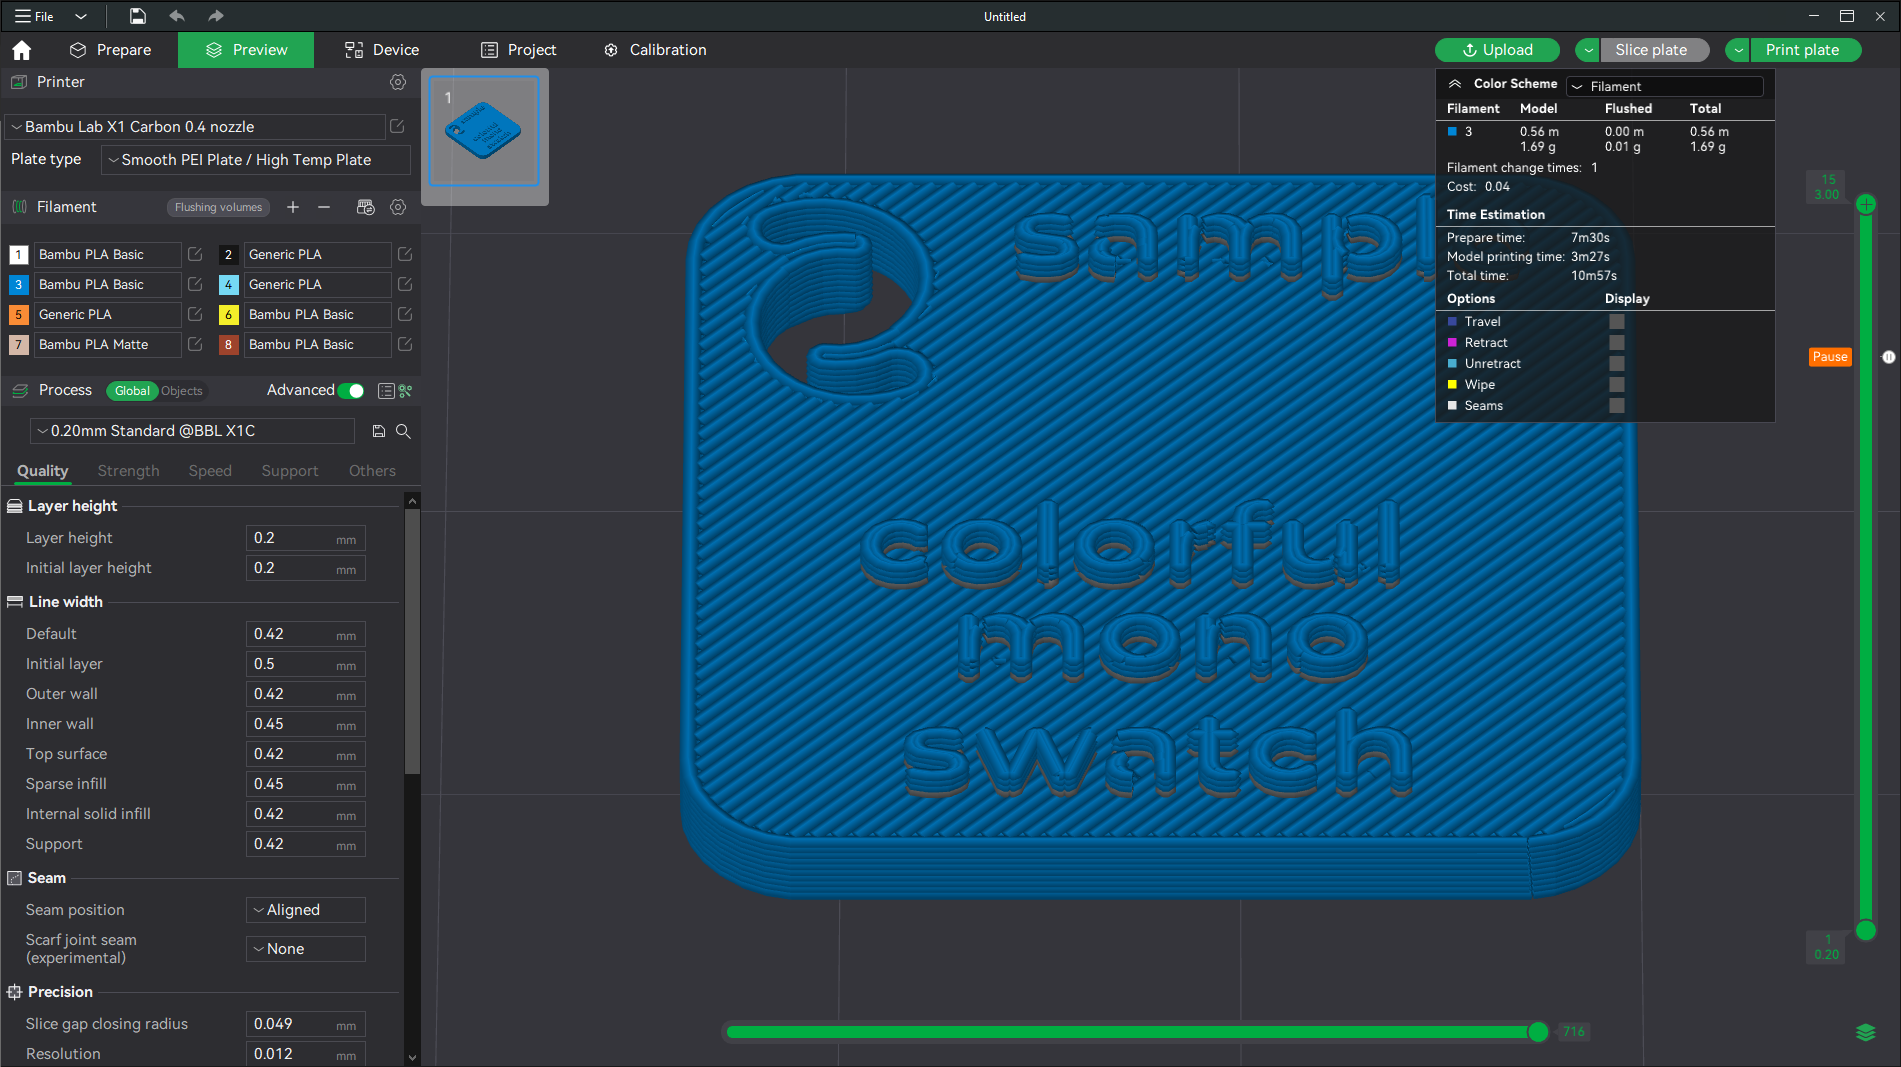 File
Untitled
Prepare
Preview
Device
Project
Calibration
Upload
Slice plate
Print plate
Printer
Bambu Lab X1 Carbon 0.4 nozzle
Plate type
Smooth PEI Plate / High Temp Plate
Filament
Flushing volumes
1 Bambu PLA Basic
2 Generic PLA
3 Bambu PLA Basic
4 Generic PLA
5 Generic PLA
6 Bambu PLA Basic
7 Bambu PLA Matte
8 Bambu PLA Basic
Process
Global
Objects
Advanced
0.20mm Standard @BBL X1C
Quality
Strength
Speed
Support
Others
Layer height
Layer height 0.2 mm
Initial layer height 0.2 mm
Line width
Default 0.42 mm
Initial layer 0.5 mm
Outer wall 0.42 mm
Inner wall 0.45 mm
Top surface 0.42 mm
Sparse infill 0.45 mm
Internal solid infill 0.42 mm
Support 0.42 mm
Seam
Seam position Aligned
Scarf joint seam
(experimental) None
Precision
Slice gap closing radius 0.049 mm
Resolution 0.012 mm
1
sampl
colorful
mono
swatch
Color Scheme Filament
Filament Model Flushed Total
3 0.56 m 0.00 m 0.56 m
1.69 g 0.01 g 1.69 g
Filament change times: 1
Cost: 0.04
Time Estimation
Prepare time: 7m30s
Model printing time: 3m27s
Total time: 10m57s
Options Display
Travel
Retract
Unretract
Wipe
Seams
15
3.00
Pause
1
0.20
716